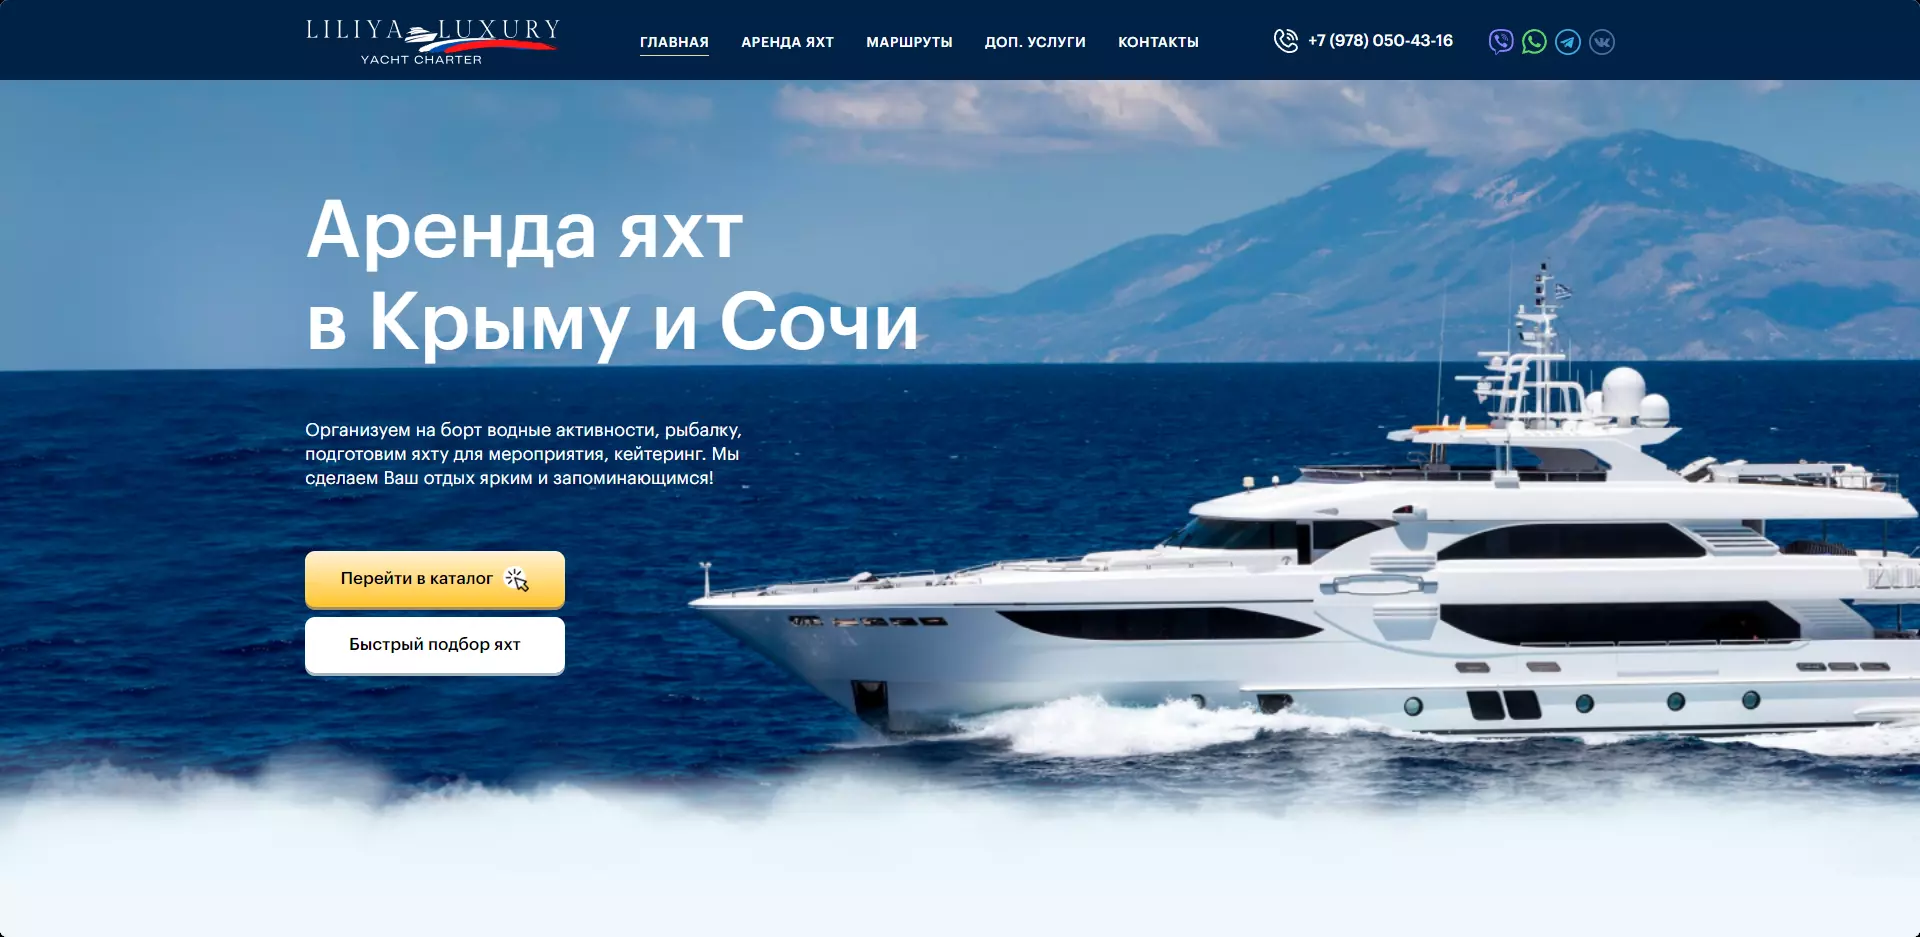 LILIYA LUXURY
YACHT CHARTER
ГЛАВНАЯ
АРЕНДА ЯХТ
МАРШРУТЫ
ДОП. УСЛУГИ
КОНТАКТЫ
+7 (978) 050-43-16
Аренда яхт
в Крыму и Сочи
Организуем на борт водные активности, рыбалку,
подготовим яхту для мероприятия, кейтеринг. Мы
сделаем Ваш отдых ярким и запоминающимся!
Перейти в каталог
Быстрый подбор яхт